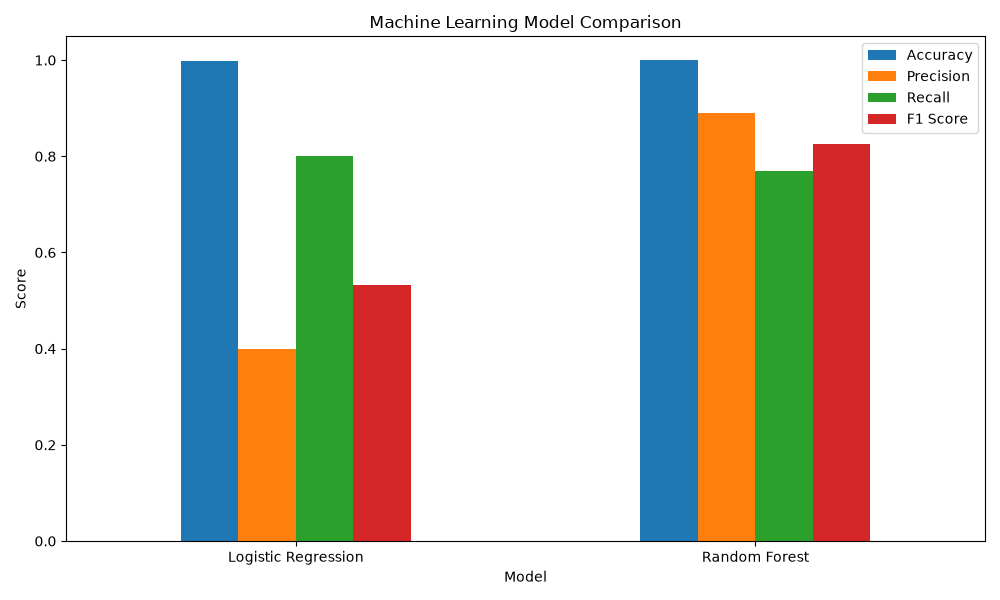 Machine Learning Model Comparison
Accuracy
Precision
Recall
F1 Score
Score
1.0
0.8
0.6
0.4
0.2
0.0
Logistic Regression
Random Forest
Model